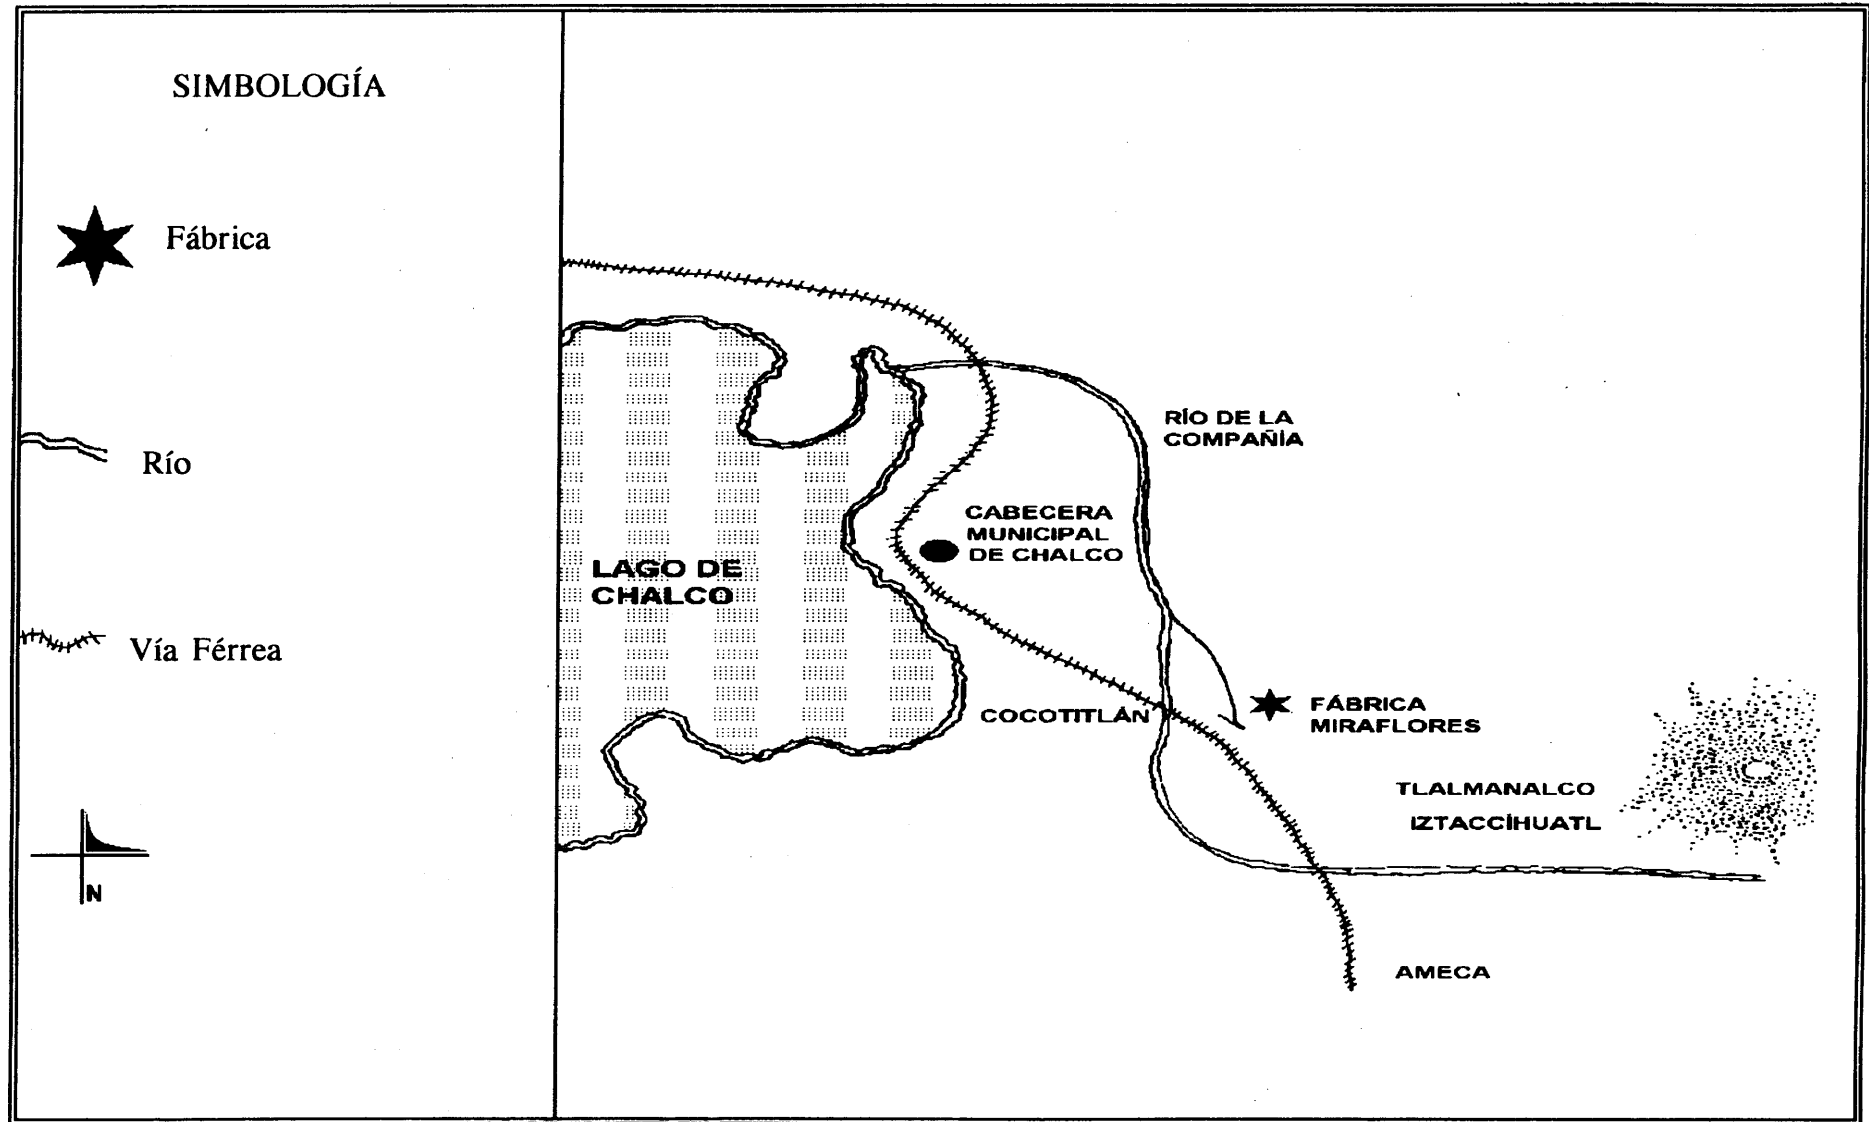 SIMBOLOGÍA
Fábrica
Río
Vía Férrea
N
RÍO DE LA
COMPAÑÍA
CABECERA
MUNICIPAL
DE CHALCO
LAGO DE
CHALCO
COCOTITLÁN
FÁBRICA
MIRAFLORES
TLALMANALCO
IZTACCÍHUATL
AMECA